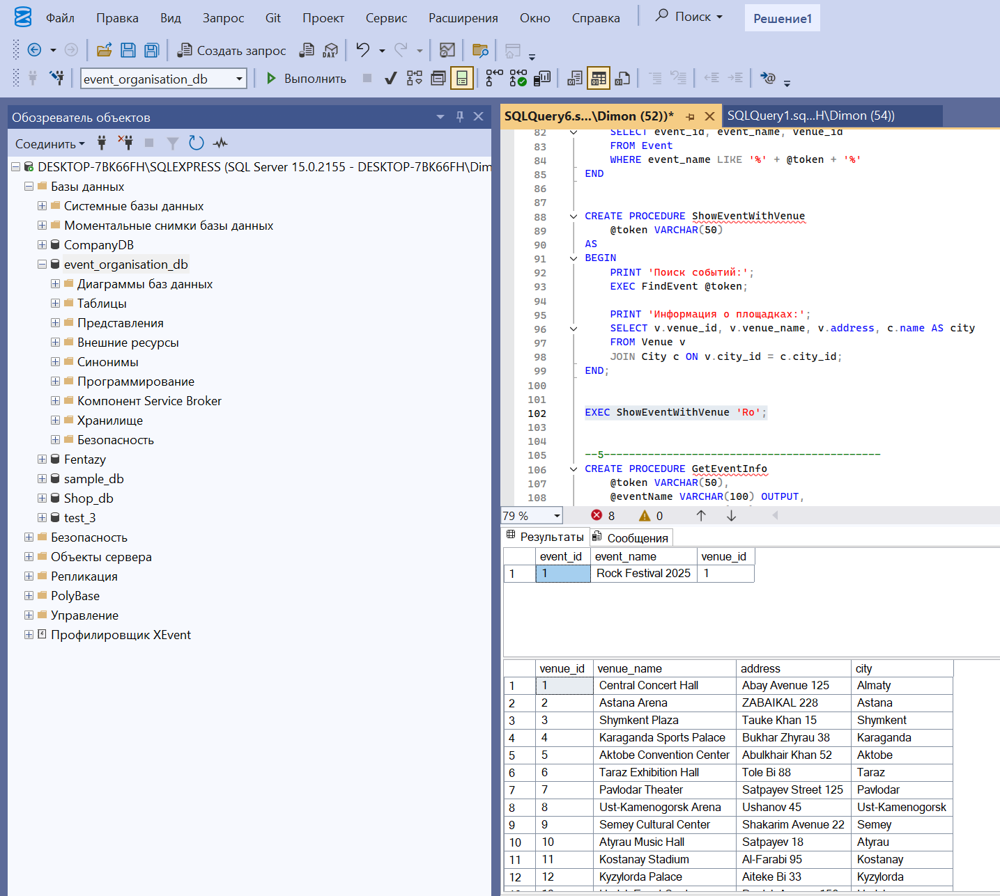 Файл Правка Вид Запрос Git Проект Сервис Расширения Окно Справка Поиск Решение1
Создать запрос DAX
event_organisation_db Выполнить
Обозреватель объектов
Соединить
DESKTOP-7BK66FH\SQLEXPRESS (SQL Server 15.0.2155 - DESKTOP-7BK66FH\Dim
Базы данных
Системные базы данных
Моментальные снимки базы данных
CompanyDB
event_organisation_db
Диаграммы баз данных
Таблицы
Представления
Внешние ресурсы
Синонимы
Программирование
Компонент Service Broker
Хранилище
Безопасность
Fentazy
sample_db
Shop_db
test_3
Безопасность
Объекты сервера
Репликация
PolyBase
Управление
Профилировщик XEvent
SQLQuery6.s...\Dimon (52))* SQLQuery1.sq...H\Dimon (54))
82 SELECT event_id, event_name, venue_id
83 FROM Event
84 WHERE event_name LIKE '%' + @token + '%'
85 END
86
87
88 CREATE PROCEDURE ShowEventWithVenue
89 @token VARCHAR(50)
90 AS
91 BEGIN
92 PRINT 'Поиск событий:';
93 EXEC FindEvent @token;
94
95 PRINT 'Информация о площадках:';
96 SELECT v.venue_id, v.venue_name, v.address, c.name AS city
97 FROM Venue v
98 JOIN City c ON v.city_id = c.city_id;
99 END;
100
101
102 EXEC ShowEventWithVenue 'Ro';
103
104
105 --5--------------------------------------------
106 CREATE PROCEDURE GetEventInfo
107 @token VARCHAR(50),
108 @eventName VARCHAR(100) OUTPUT,
79 % 8 0
Результаты Сообщения
event_id event_name venue_id
1 1 Rock Festival 2025 1
venue_id venue_name address city
1 1 Central Concert Hall Abay Avenue 125 Almaty
2 2 Astana Arena ZABAIKAL 228 Astana
3 3 Shymkent Plaza Tauke Khan 15 Shymkent
4 4 Karaganda Sports Palace Bukhar Zhyrau 38 Karaganda
5 5 Aktobe Convention Center Abulkhair Khan 52 Aktobe
6 6 Taraz Exhibition Hall Tole Bi 88 Taraz
7 7 Pavlodar Theater Satpayev Street 125 Pavlodar
8 8 Ust-Kamenogorsk Arena Ushanov 45 Ust-Kamenogorsk
9 9 Semey Cultural Center Shakarim Avenue 22 Semey
10 10 Atyrau Music Hall Satpayev 18 Atyrau
11 11 Kostanay Stadium Al-Farabi 95 Kostanay
12 12 Kyzylorda Palace Aiteke Bi 33 Kyzylorda